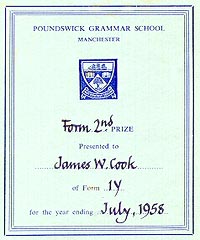 POUNDSWICK GRAMMAR SCHOOL
MANCHESTER
Form 2nd PRIZE
Presented to
James W. Cook
of Form 1Y
for the year ending July, 1958